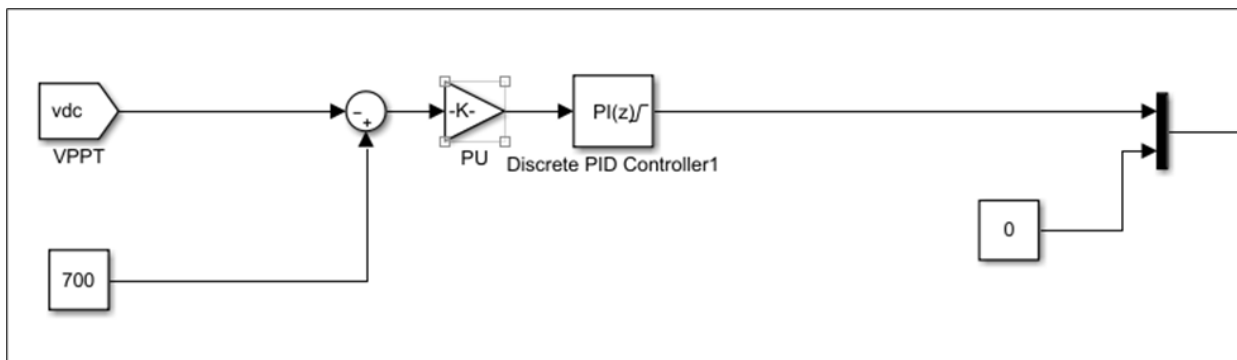 vdc
VPPT
-K-
PU
PI(z)
Discrete PID Controller1
700
0